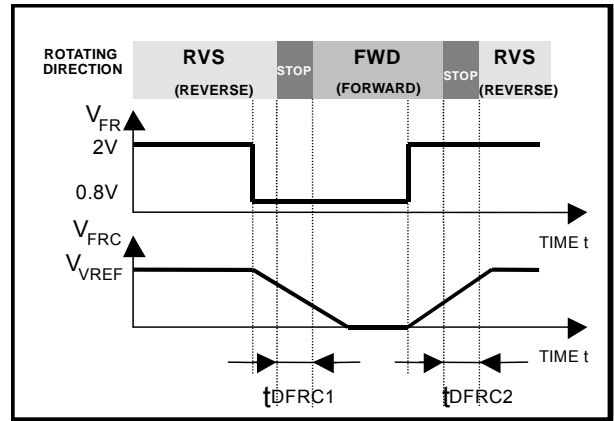 ROTATING DIRECTION
RVS
(REVERSE)
STOP
FWD
(FORWARD)
STOP
RVS
(REVERSE)
VFR
2V
0.8V
TIME t
VFRC
VVREF
TIME t
tDFRC1
tDFRC2